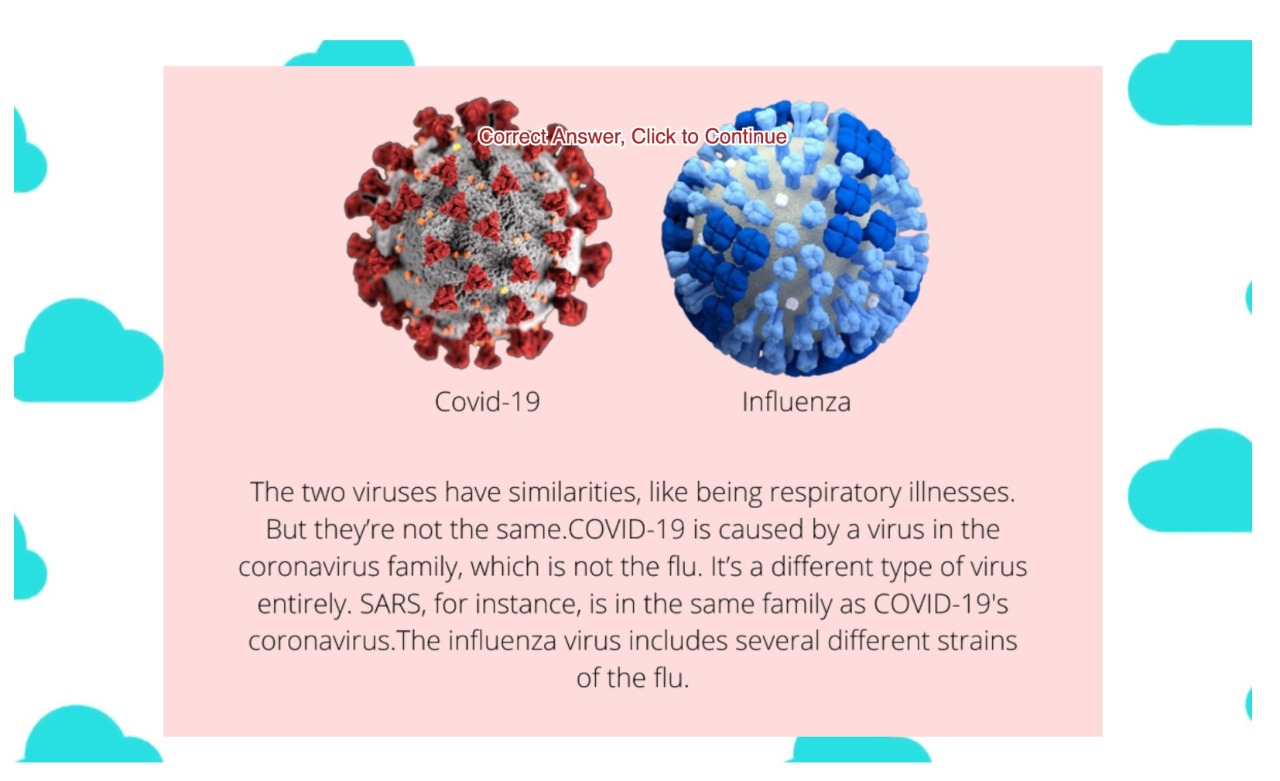 Correct Answer, Click to Continue
Covid-19
Influenza
The two viruses have similarities, like being respiratory illnesses.
But they’re not the same.COVID-19 is caused by a virus in the
coronavirus family, which is not the flu. It’s a different type of virus
entirely. SARS, for instance, is in the same family as COVID-19's
coronavirus.The influenza virus includes several different strains
of the flu.